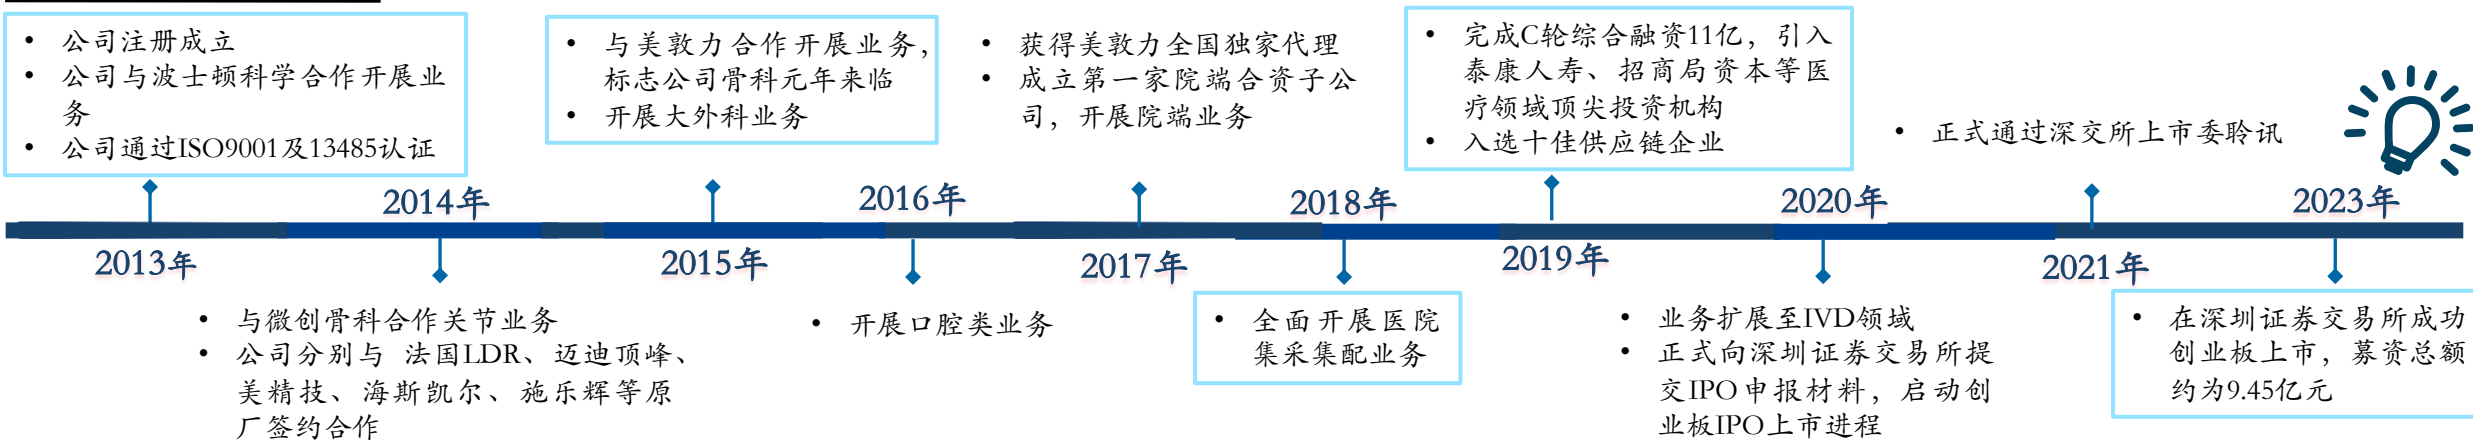 • 公司注册成立
• 公司与波士顿科学合作开展业
务
• 公司通过ISO9001及13485认证
• 与美敦力合作开展业务，
标志公司骨科元年来临
• 开展大外科业务
• 获得美敦力全国独家代理
• 成立第一家院端合资子公
司，开展院端业务
• 完成C轮综合融资11亿，引入
泰康人寿、招商局资本等医
疗领域顶尖投资机构
• 入选十佳供应链企业
• 正式通过深交所上市委聆讯
2014年
2016年
2018年
2020年
2023年
2013年
2015年
2017年
2019年
2021年
• 与微创骨科合作关节业务
• 公司分别与 法国LDR、迈迪顶峰、
美精技、海斯凯尔、施乐辉等原
厂签约合作
• 开展口腔类业务
• 全面开展医院
集采集配业务
• 业务扩展至IVD领域
• 正式向深圳证券交易所提
交IPO申报材料，启动创
业板IPO上市进程
• 在深圳证券交易所成功
创业板上市，募资总额
约为9.45亿元